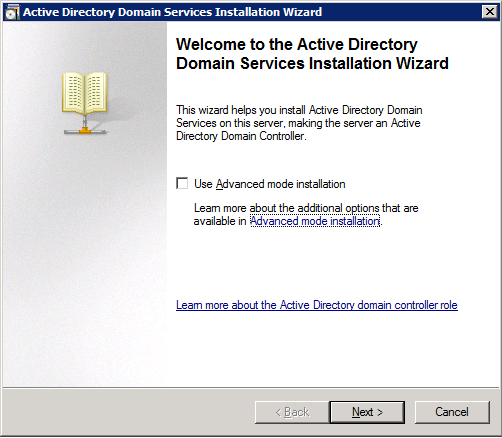 Active Directory Domain Services Installation Wizard
Welcome to the Active Directory
Domain Services Installation Wizard
This wizard helps you install Active Directory Domain
Services on this server, making the server an Active
Directory Domain Controller.
Use Advanced mode installation
Learn more about the additional options that are
available in Advanced mode installation.
Learn more about the Active Directory domain controller role
< Back
Next >
Cancel